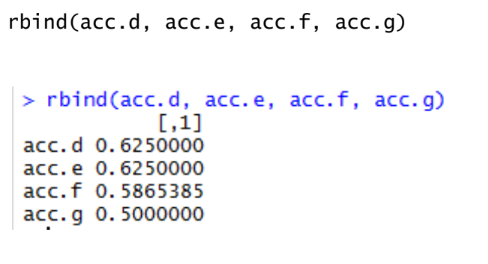 rbind(acc.d, acc.e, acc.f, acc.g)
> rbind(acc.d, acc.e, acc.f, acc.g)
[,1]
acc.d 0.6250000
acc.e 0.6250000
acc.f 0.5865385
acc.g 0.5000000